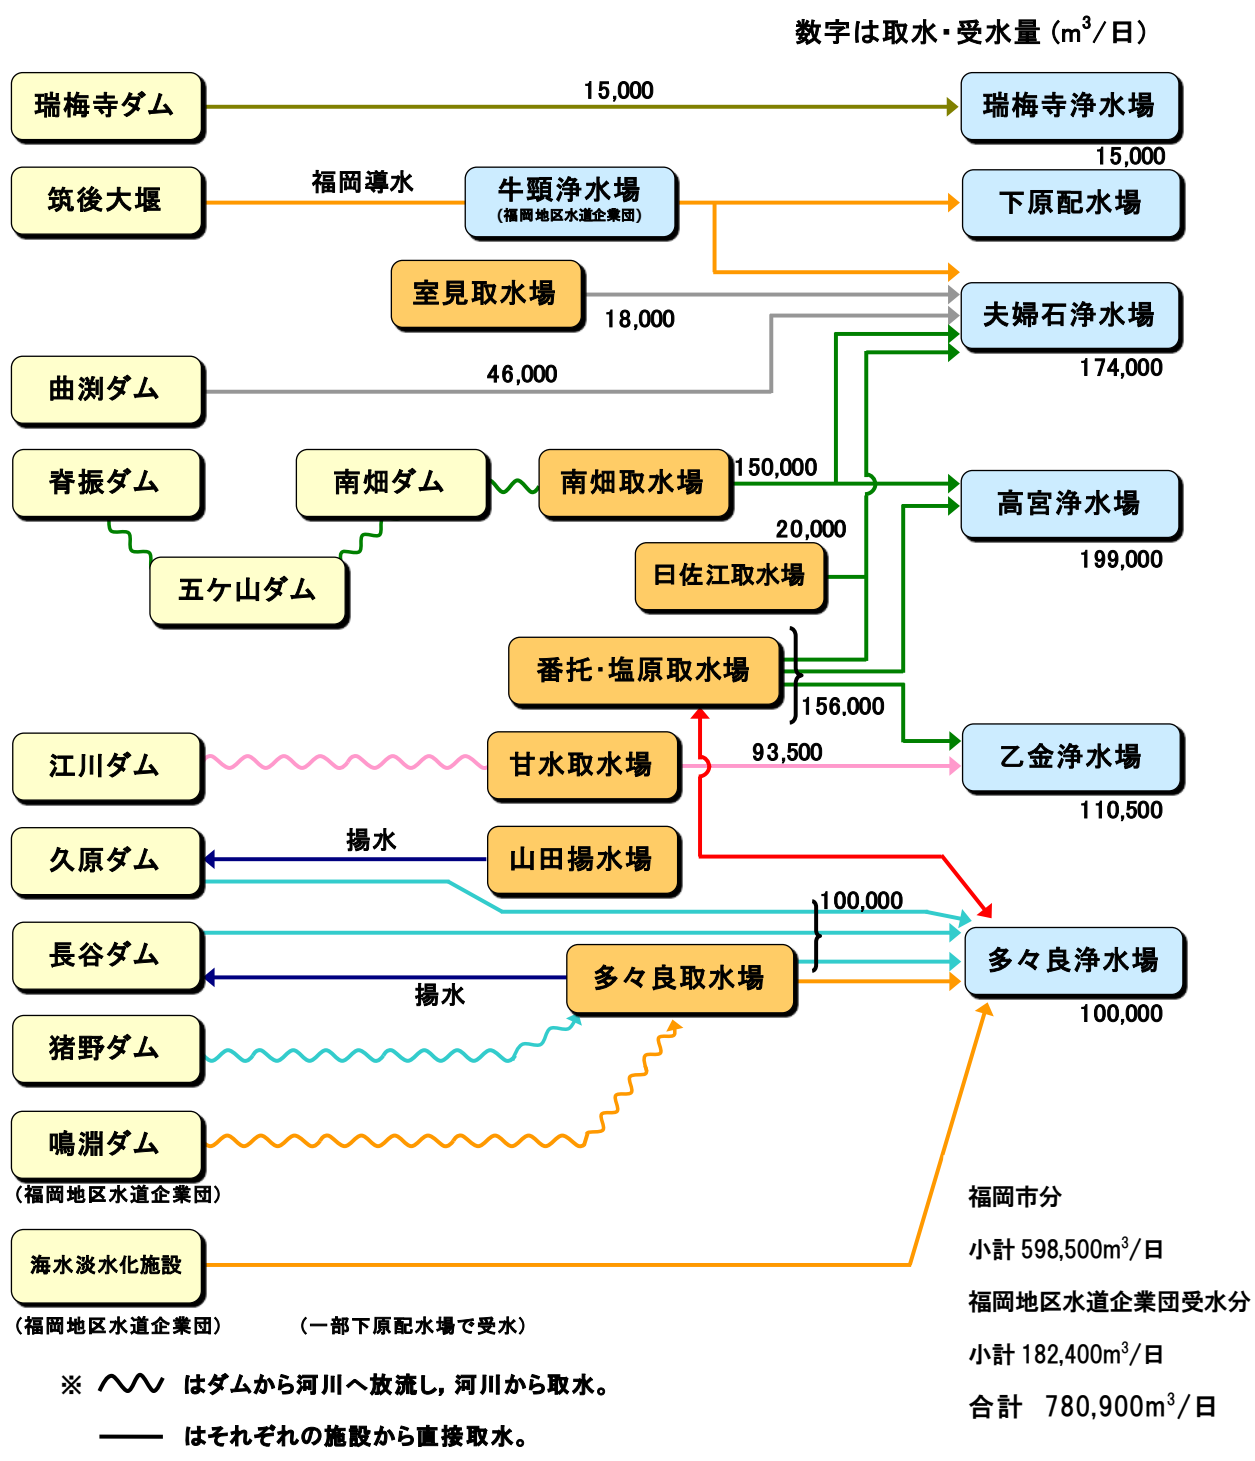 数字は取水・受水量(m³/日)
瑞梅寺ダム
15,000
瑞梅寺浄水場
15,000
筑後大堰
福岡導水
牛頸浄水場
(福岡地区水道企業団)
下原配水場
室見取水場
18,000
夫婦石浄水場
174,000
曲渕ダム
46,000
脊振ダム
南畑ダム
南畑取水場
150,000
高宮浄水場
199,000
20,000
曰佐江取水場
五ケ山ダム
番托・塩原取水場
156,000
江川ダム
甘水取水場
93,500
乙金浄水場
110,500
久原ダム
揚水
山田揚水場
100,000
長谷ダム
揚水
多々良取水場
多々良浄水場
100,000
猪野ダム
鳴淵ダム
(福岡地区水道企業団)
海水淡水化施設
(福岡地区水道企業団)
(一部下原配水場で受水)
福岡市分
小計 598,500m³/日
福岡地区水道企業団受水分
小計 182,400m³/日
合計 780,900m³/日
※ はダムから河川へ放流し,河川から取水。
はそれぞれの施設から直接取水。